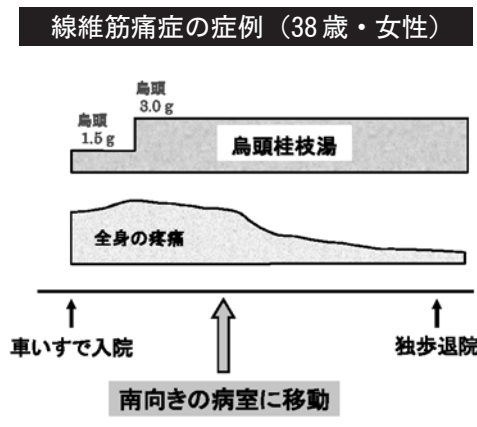 線維筋痛症の症例（38歳・女性）
烏頭
3.0g
烏頭
1.5g
烏頭桂枝湯
全身の疼痛
車いすで入院
独歩退院
南向きの病室に移動